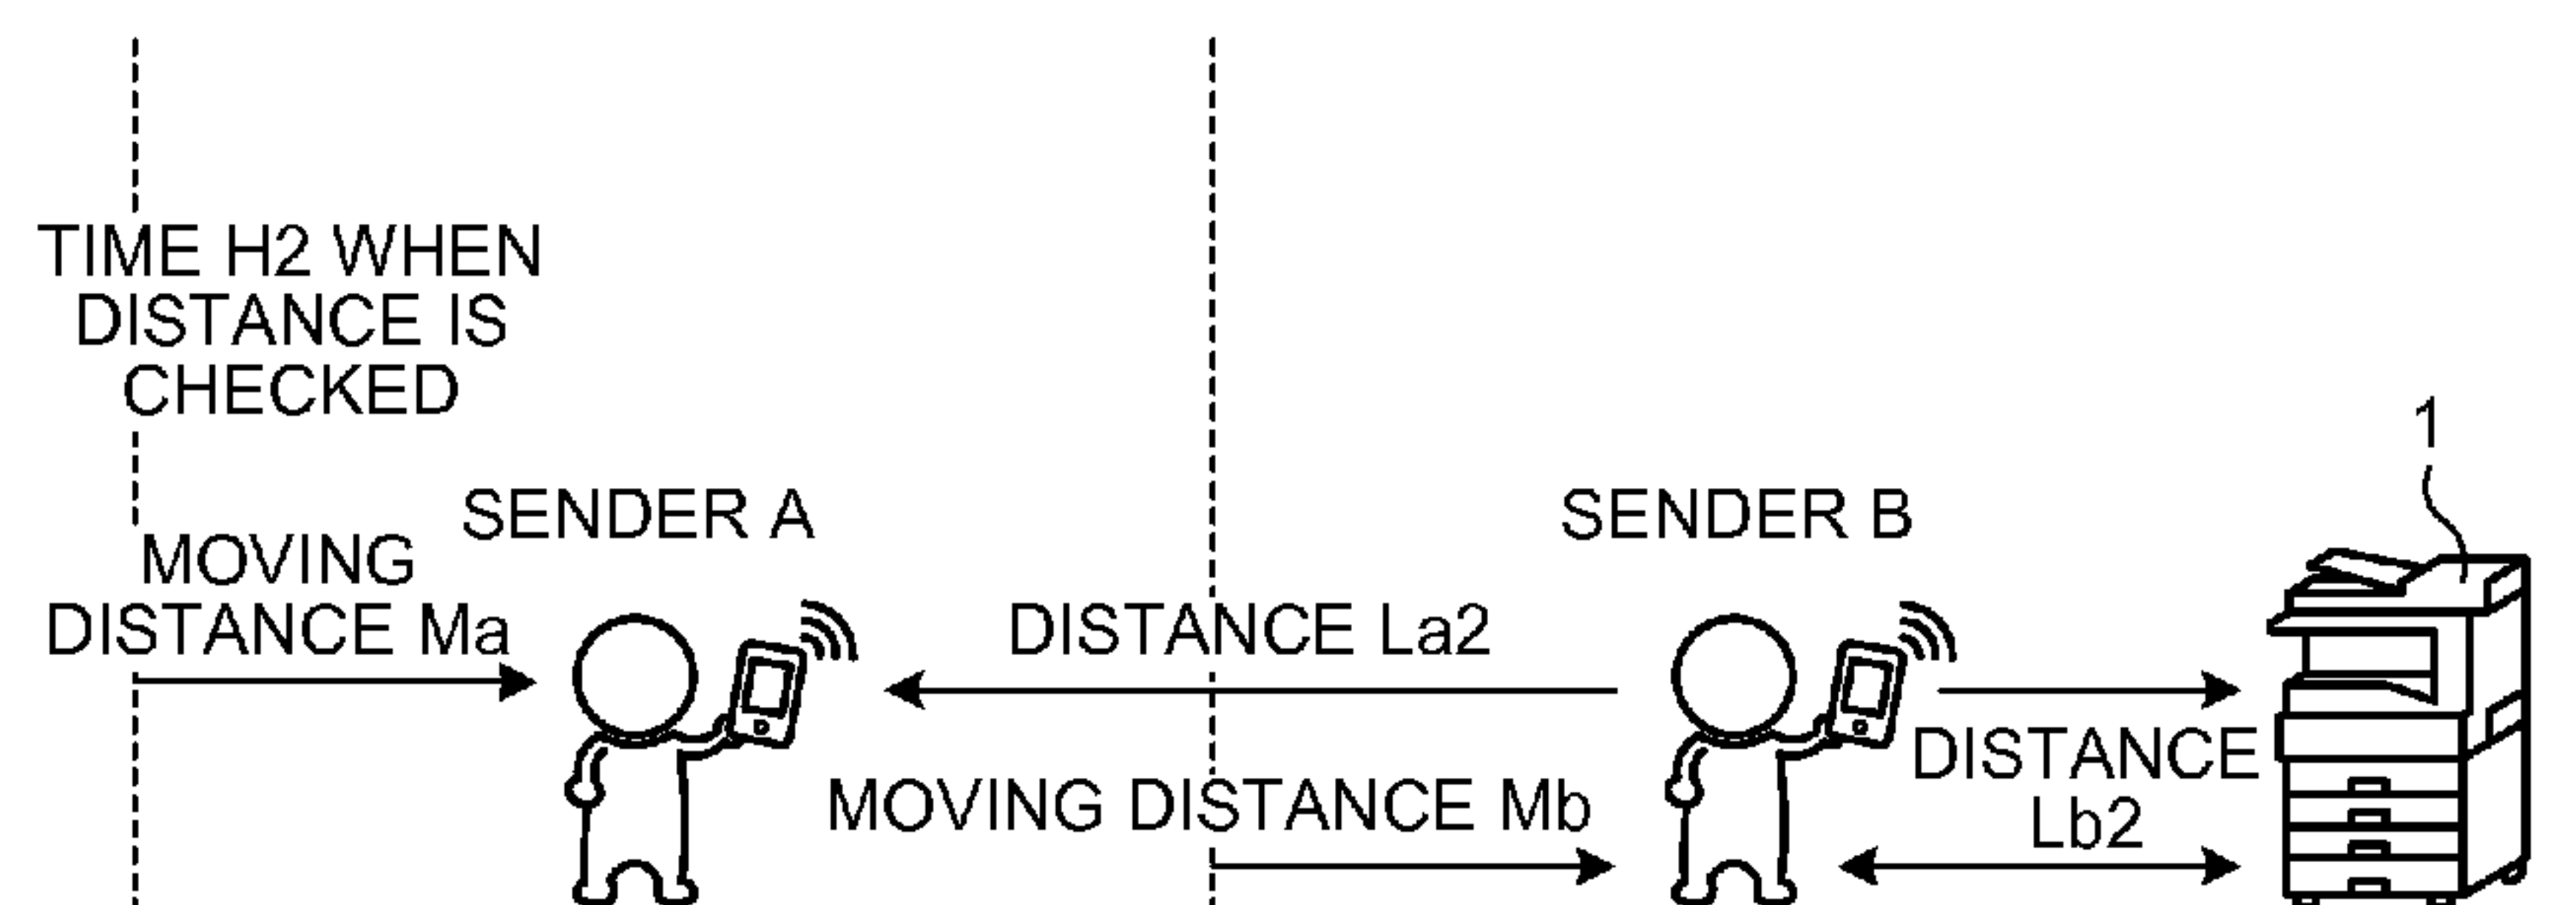 TIME H2 WHEN
DISTANCE IS
CHECKED
1
SENDER A
SENDER B
MOVING
DISTANCE Ma
DISTANCE La2
DISTANCE
Lb2
MOVING DISTANCE Mb